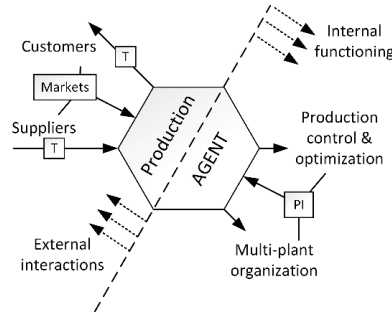 Customers
T
Internal
functioning
Markets
Suppliers
T
Production
AGENT
Production
control &
optimization
PI
External
interactions
Multi-plant
organization